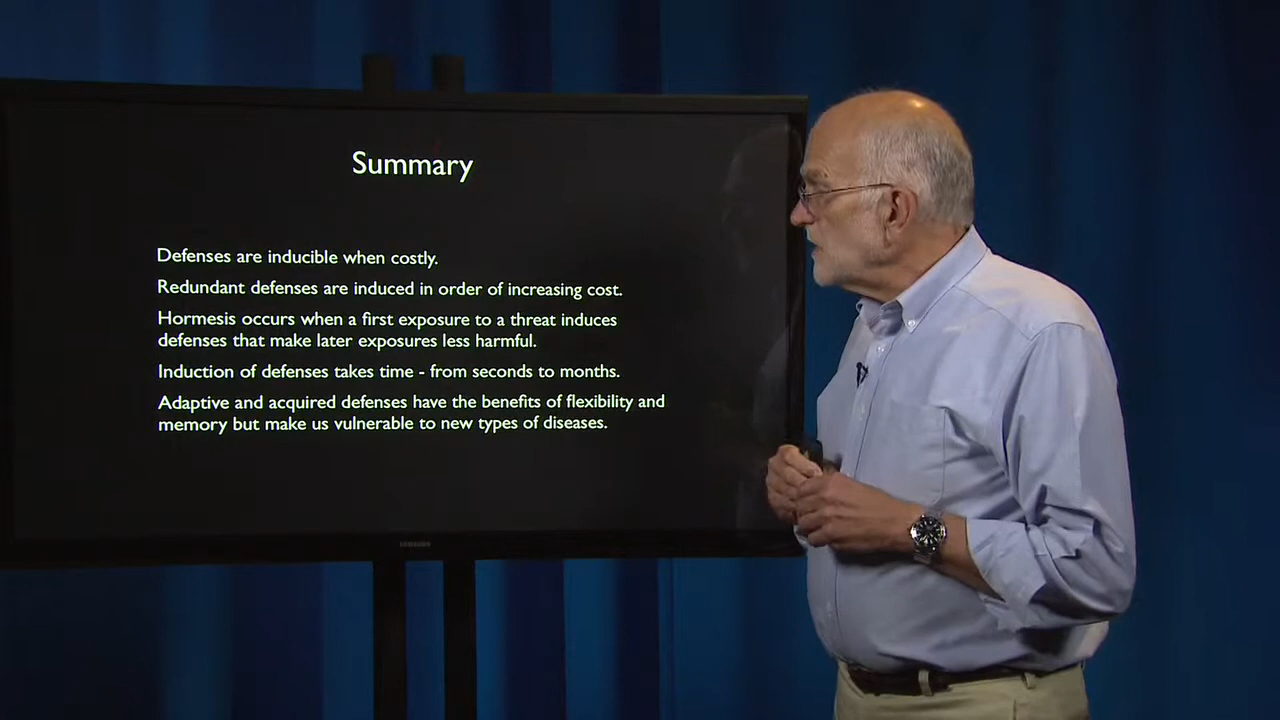 Summary
Defenses are inducible when costly.
Redundant defenses are induced in order of increasing cost.
Hormesis occurs when a first exposure to a threat induces
defenses that make later exposures less harmful.
Induction of defenses takes time - from seconds to months.
Adaptive and acquired defenses have the benefits of flexibility and
memory but make us vulnerable to new types of diseases.
SAMSUNG